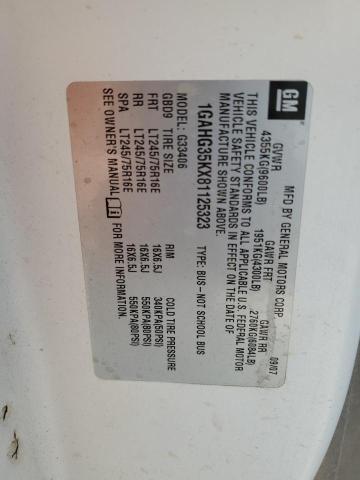 GM
MFD BY GENERAL MOTORS CORP.
09/07
GVWR GAWR FRT GAWR RR
4355KG(9600LB) 1951KG(4300LB) 2760KG(6084LB)
THIS VEHICLE CONFORMS TO ALL APPLICABLE U.S. FEDERAL MOTOR
VEHICLE SAFETY STANDARDS IN EFFECT ON THE DATE OF
MANUFACTURE SHOWN ABOVE.
1GAHG35KX81125323 TYPE: BUS-NOT SCHOOL BUS
MODEL: G33406
GBD9 TIRE SIZE RIM COLD TIRE PRESSURE
FRT LT245/75R16E 16X6.5J 340KPA(50PSI)
RR LT245/75R16E 16X6.5J 550KPA(80PSI)
SPA LT245/75R16E 16X6.5J 550KPA(80PSI)
SEE OWNER'S MANUAL i FOR MORE INFORMATION.